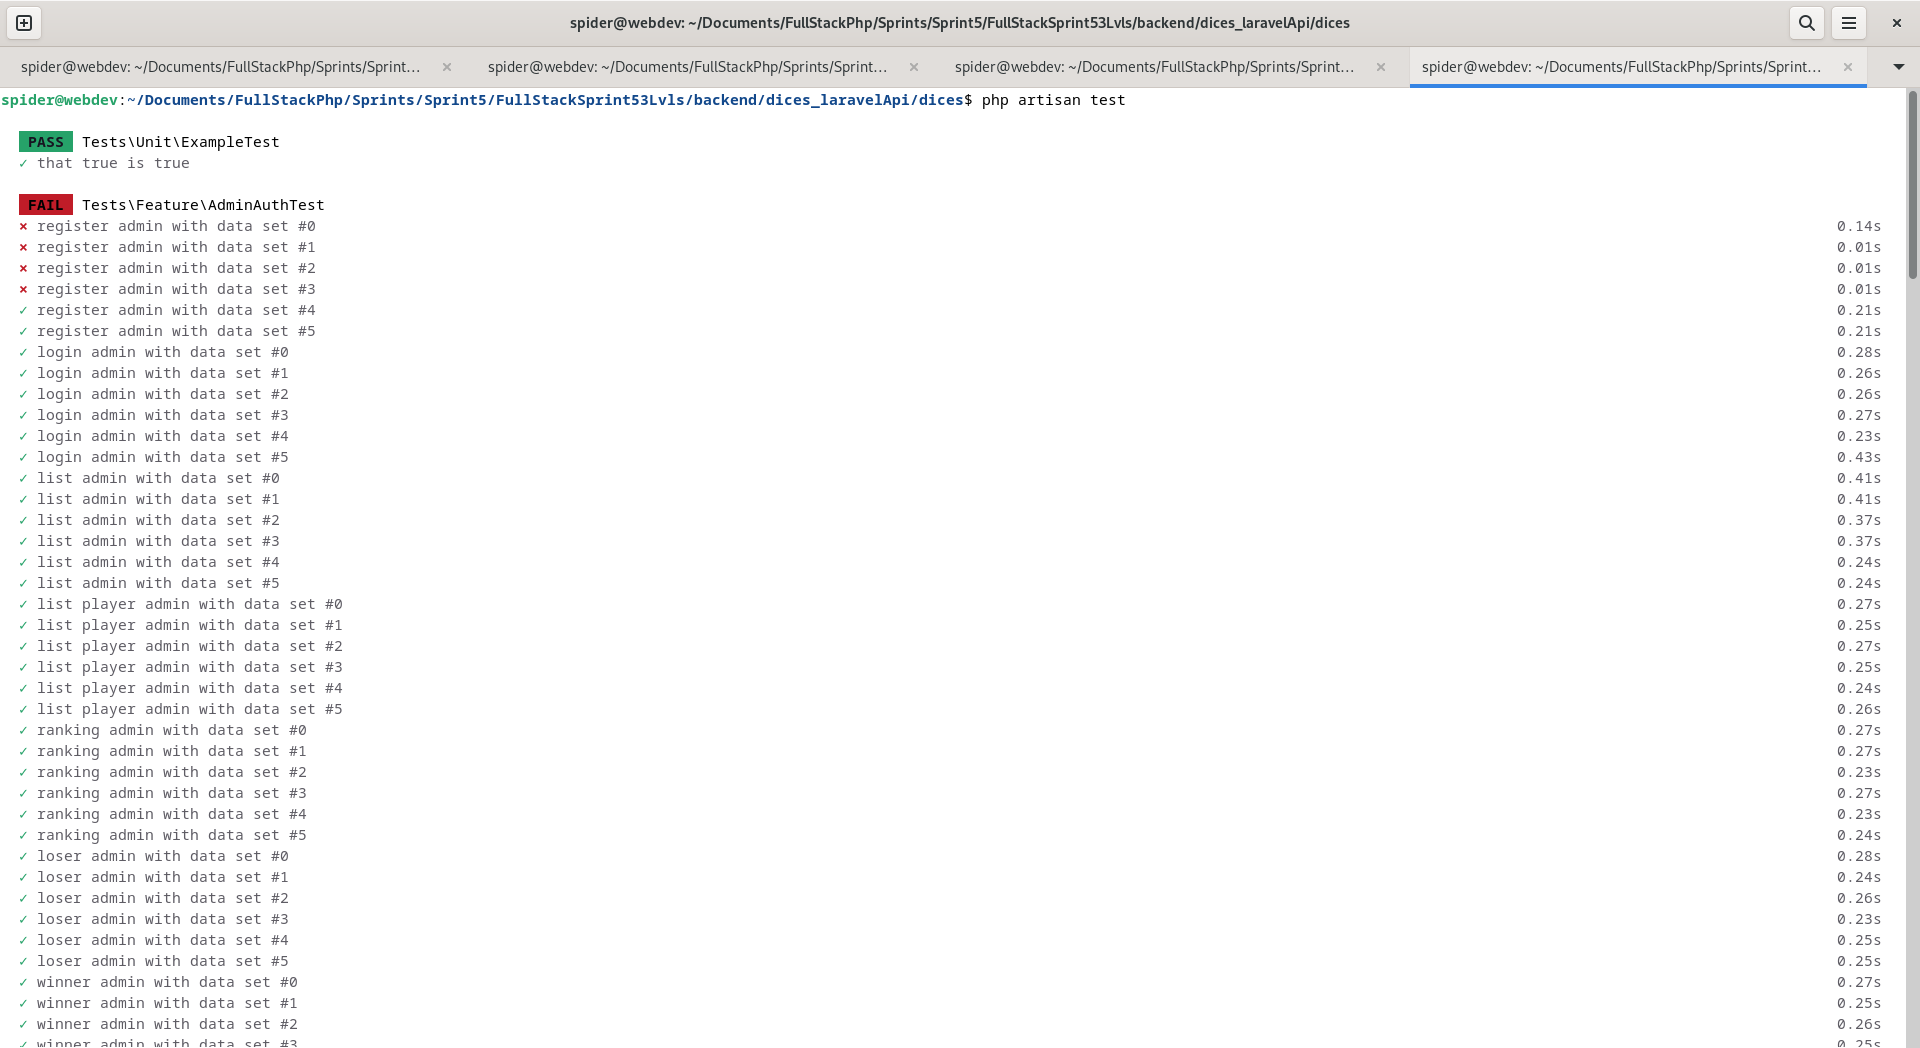 spider@webdev: ~/Documents/FullStackPhp/Sprints/Sprint5/FullStackSprint53Lvls/backend/dices_laravelApi/dices
spider@webdev: ~/Documents/FullStackPhp/Sprints/Sprint... spider@webdev: ~/Documents/FullStackPhp/Sprints/Sprint... spider@webdev: ~/Documents/FullStackPhp/Sprints/Sprint... spider@webdev: ~/Documents/FullStackPhp/Sprints/Sprint...
spider@webdev:~/Documents/FullStackPhp/Sprints/Sprint5/FullStackSprint53Lvls/backend/dices_laravelApi/dices$ php artisan test
PASS Tests\Unit\ExampleTest
✓ that true is true
FAIL Tests\Feature\AdminAuthTest
× register admin with data set #0 0.14s
× register admin with data set #1 0.01s
× register admin with data set #2 0.01s
× register admin with data set #3 0.01s
✓ register admin with data set #4 0.21s
✓ register admin with data set #5 0.21s
✓ login admin with data set #0 0.28s
✓ login admin with data set #1 0.26s
✓ login admin with data set #2 0.26s
✓ login admin with data set #3 0.27s
✓ login admin with data set #4 0.23s
✓ login admin with data set #5 0.43s
✓ list admin with data set #0 0.41s
✓ list admin with data set #1 0.41s
✓ list admin with data set #2 0.37s
✓ list admin with data set #3 0.37s
✓ list admin with data set #4 0.24s
✓ list admin with data set #5 0.24s
✓ list player admin with data set #0 0.27s
✓ list player admin with data set #1 0.25s
✓ list player admin with data set #2 0.27s
✓ list player admin with data set #3 0.25s
✓ list player admin with data set #4 0.24s
✓ list player admin with data set #5 0.26s
✓ ranking admin with data set #0 0.27s
✓ ranking admin with data set #1 0.27s
✓ ranking admin with data set #2 0.23s
✓ ranking admin with data set #3 0.27s
✓ ranking admin with data set #4 0.23s
✓ ranking admin with data set #5 0.24s
✓ loser admin with data set #0 0.28s
✓ loser admin with data set #1 0.24s
✓ loser admin with data set #2 0.26s
✓ loser admin with data set #3 0.23s
✓ loser admin with data set #4 0.25s
✓ loser admin with data set #5 0.25s
✓ winner admin with data set #0 0.27s
✓ winner admin with data set #1 0.25s
✓ winner admin with data set #2 0.26s
✓ winner admin with data set #3 0.25s